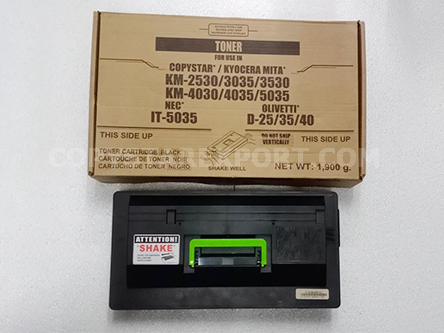 TONER
FOR USE IN
COPYSTAR* / KYOCERA MITA*
KM-2530/3035/3530
KM-4030/4035/5035
NEC* OLIVETTI*
IT-5035 D-25/35/40
THIS SIDE UP
DO NOT SHIP
VERTICALLY
THIS SIDE UP
TONER CARTRIDGE BLACK
CARTOUCHE DE TONER NOIR
CARTUCHO DE TONER NEGRO
SHAKE WELL
NET WT: 1,900 g.
ATTENTION!
"SHAKE"